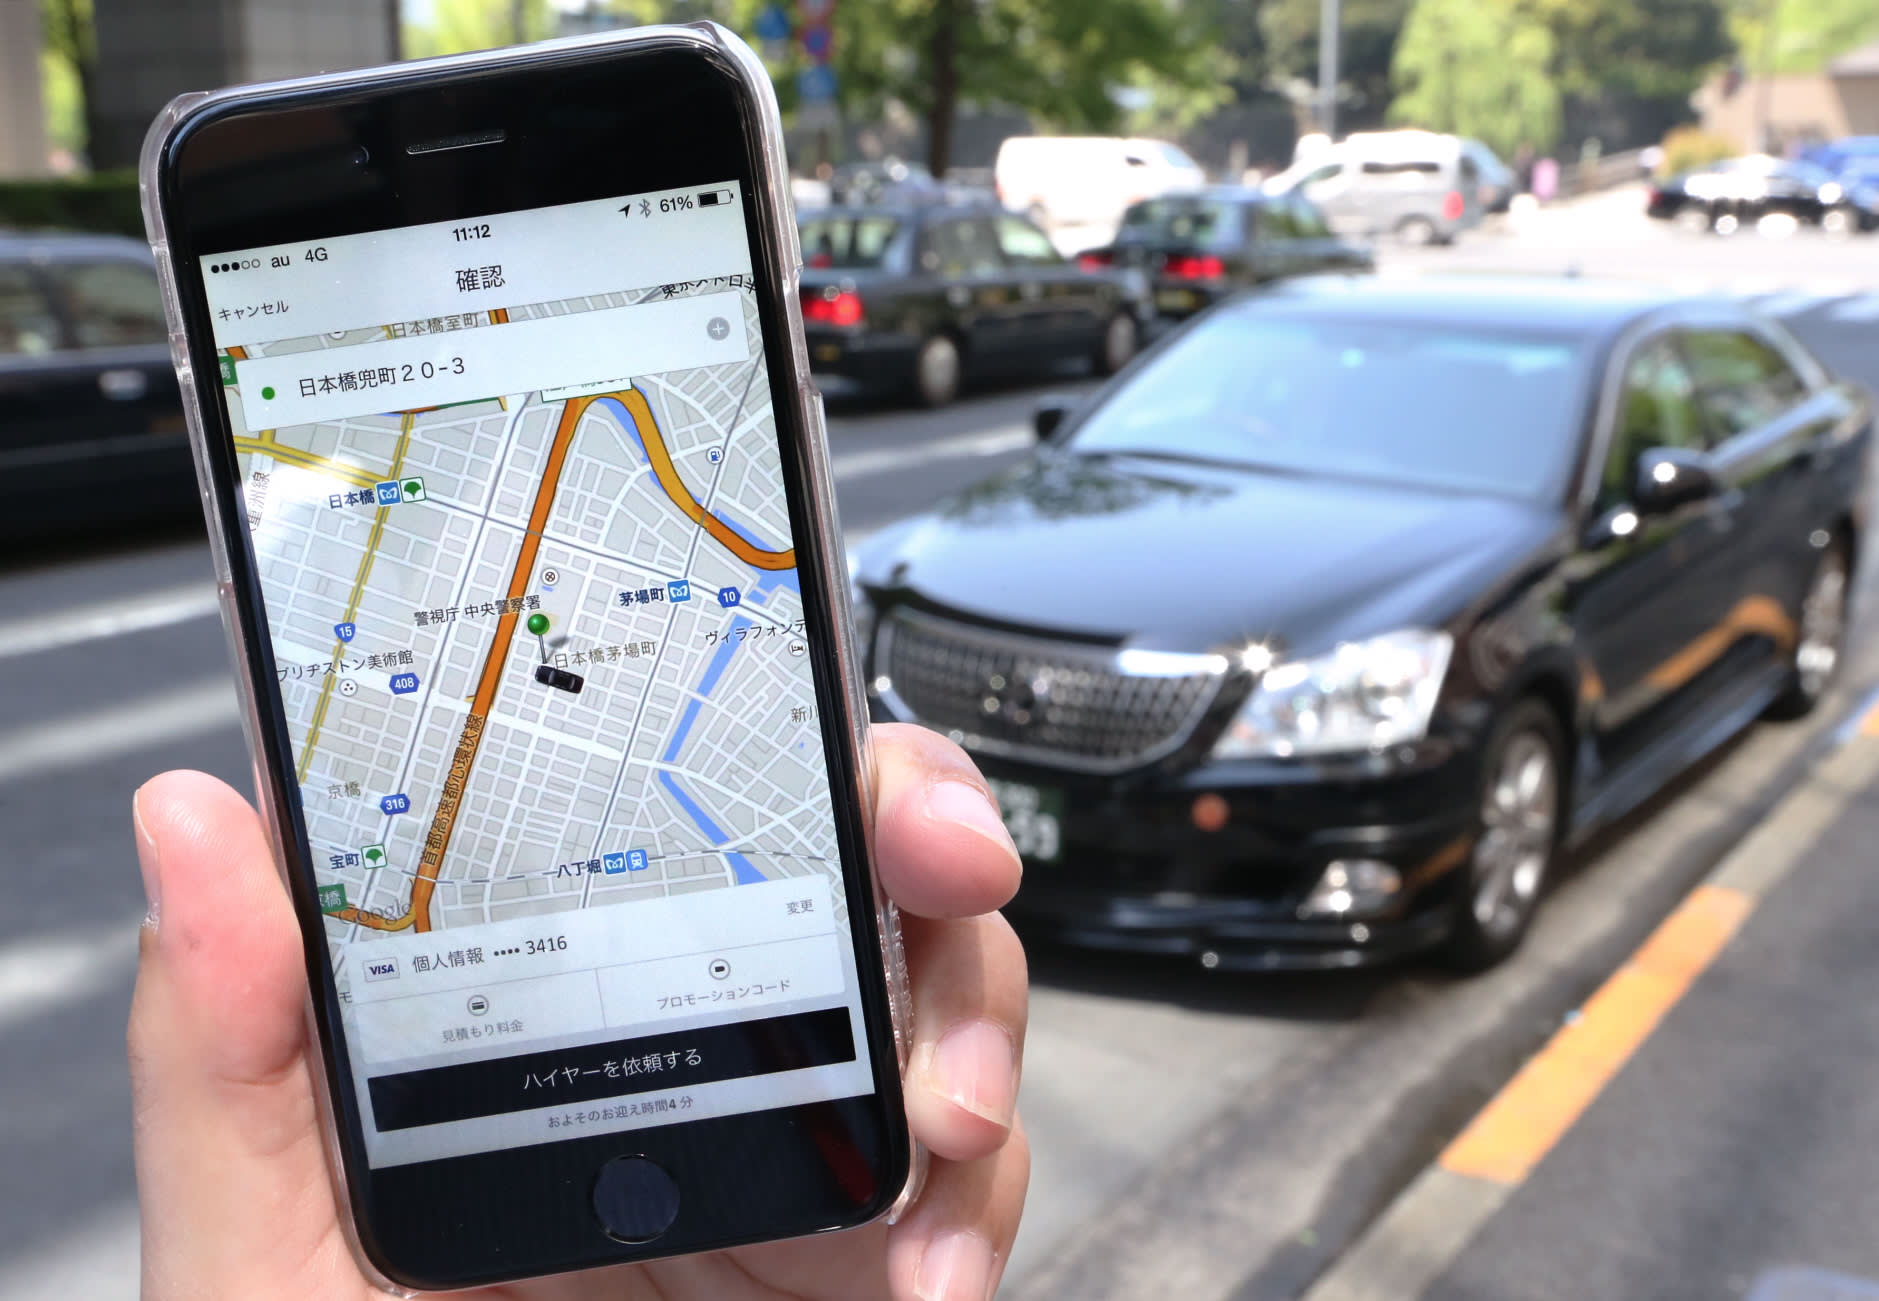 au 4G 11:12 61%
確認
キャンセル
日本橋室町
日本橋兜町20-3
日本橋
茅場町
10
警視庁 中央警察署
15
ヴィラフォンテ
日本橋茅場町
ブリヂストン美術館
408
新川
首都高速都心環状線
京橋
316
宝町
八丁堀
Google
変更
VISA 個人情報 •••• 3416
見積もり料金
プロモーションコード
ハイヤーを依頼する
およそのお迎え時間4 分